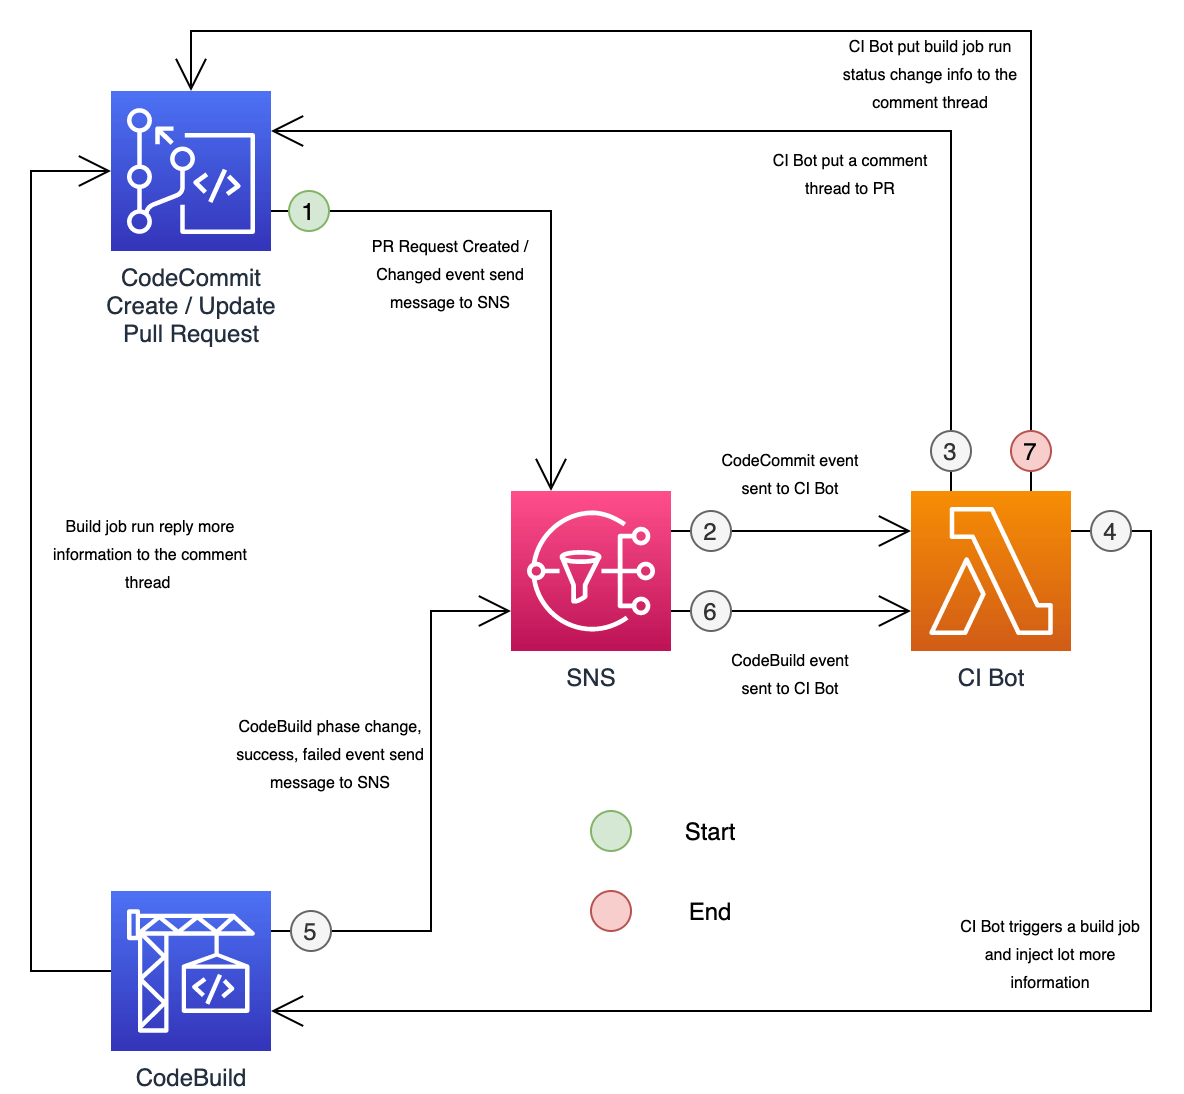 CI Bot put build job run
status change info to the
comment thread
CI Bot put a comment
thread to PR
</>
1
PR Request Created /
Changed event send
message to SNS
CodeCommit
Create / Update
Pull Request
3
7
CodeCommit event
sent to CI Bot
2
4
Build job run reply more
information to the comment
thread
6
SNS
CodeBuild event
sent to CI Bot
CI Bot
CodeBuild phase change,
success, failed event send
message to SNS
Start
End
5
CI Bot triggers a build job
and inject lot more
information
</>
CodeBuild